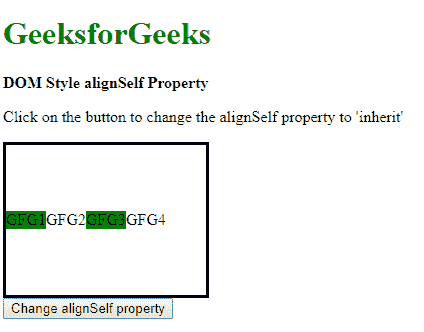 GeeksforGeeks
DOM Style alignSelf Property
Click on the button to change the alignSelf property to 'inherit'
GFG1GFG2GFG3GFG4
Change alignSelf property